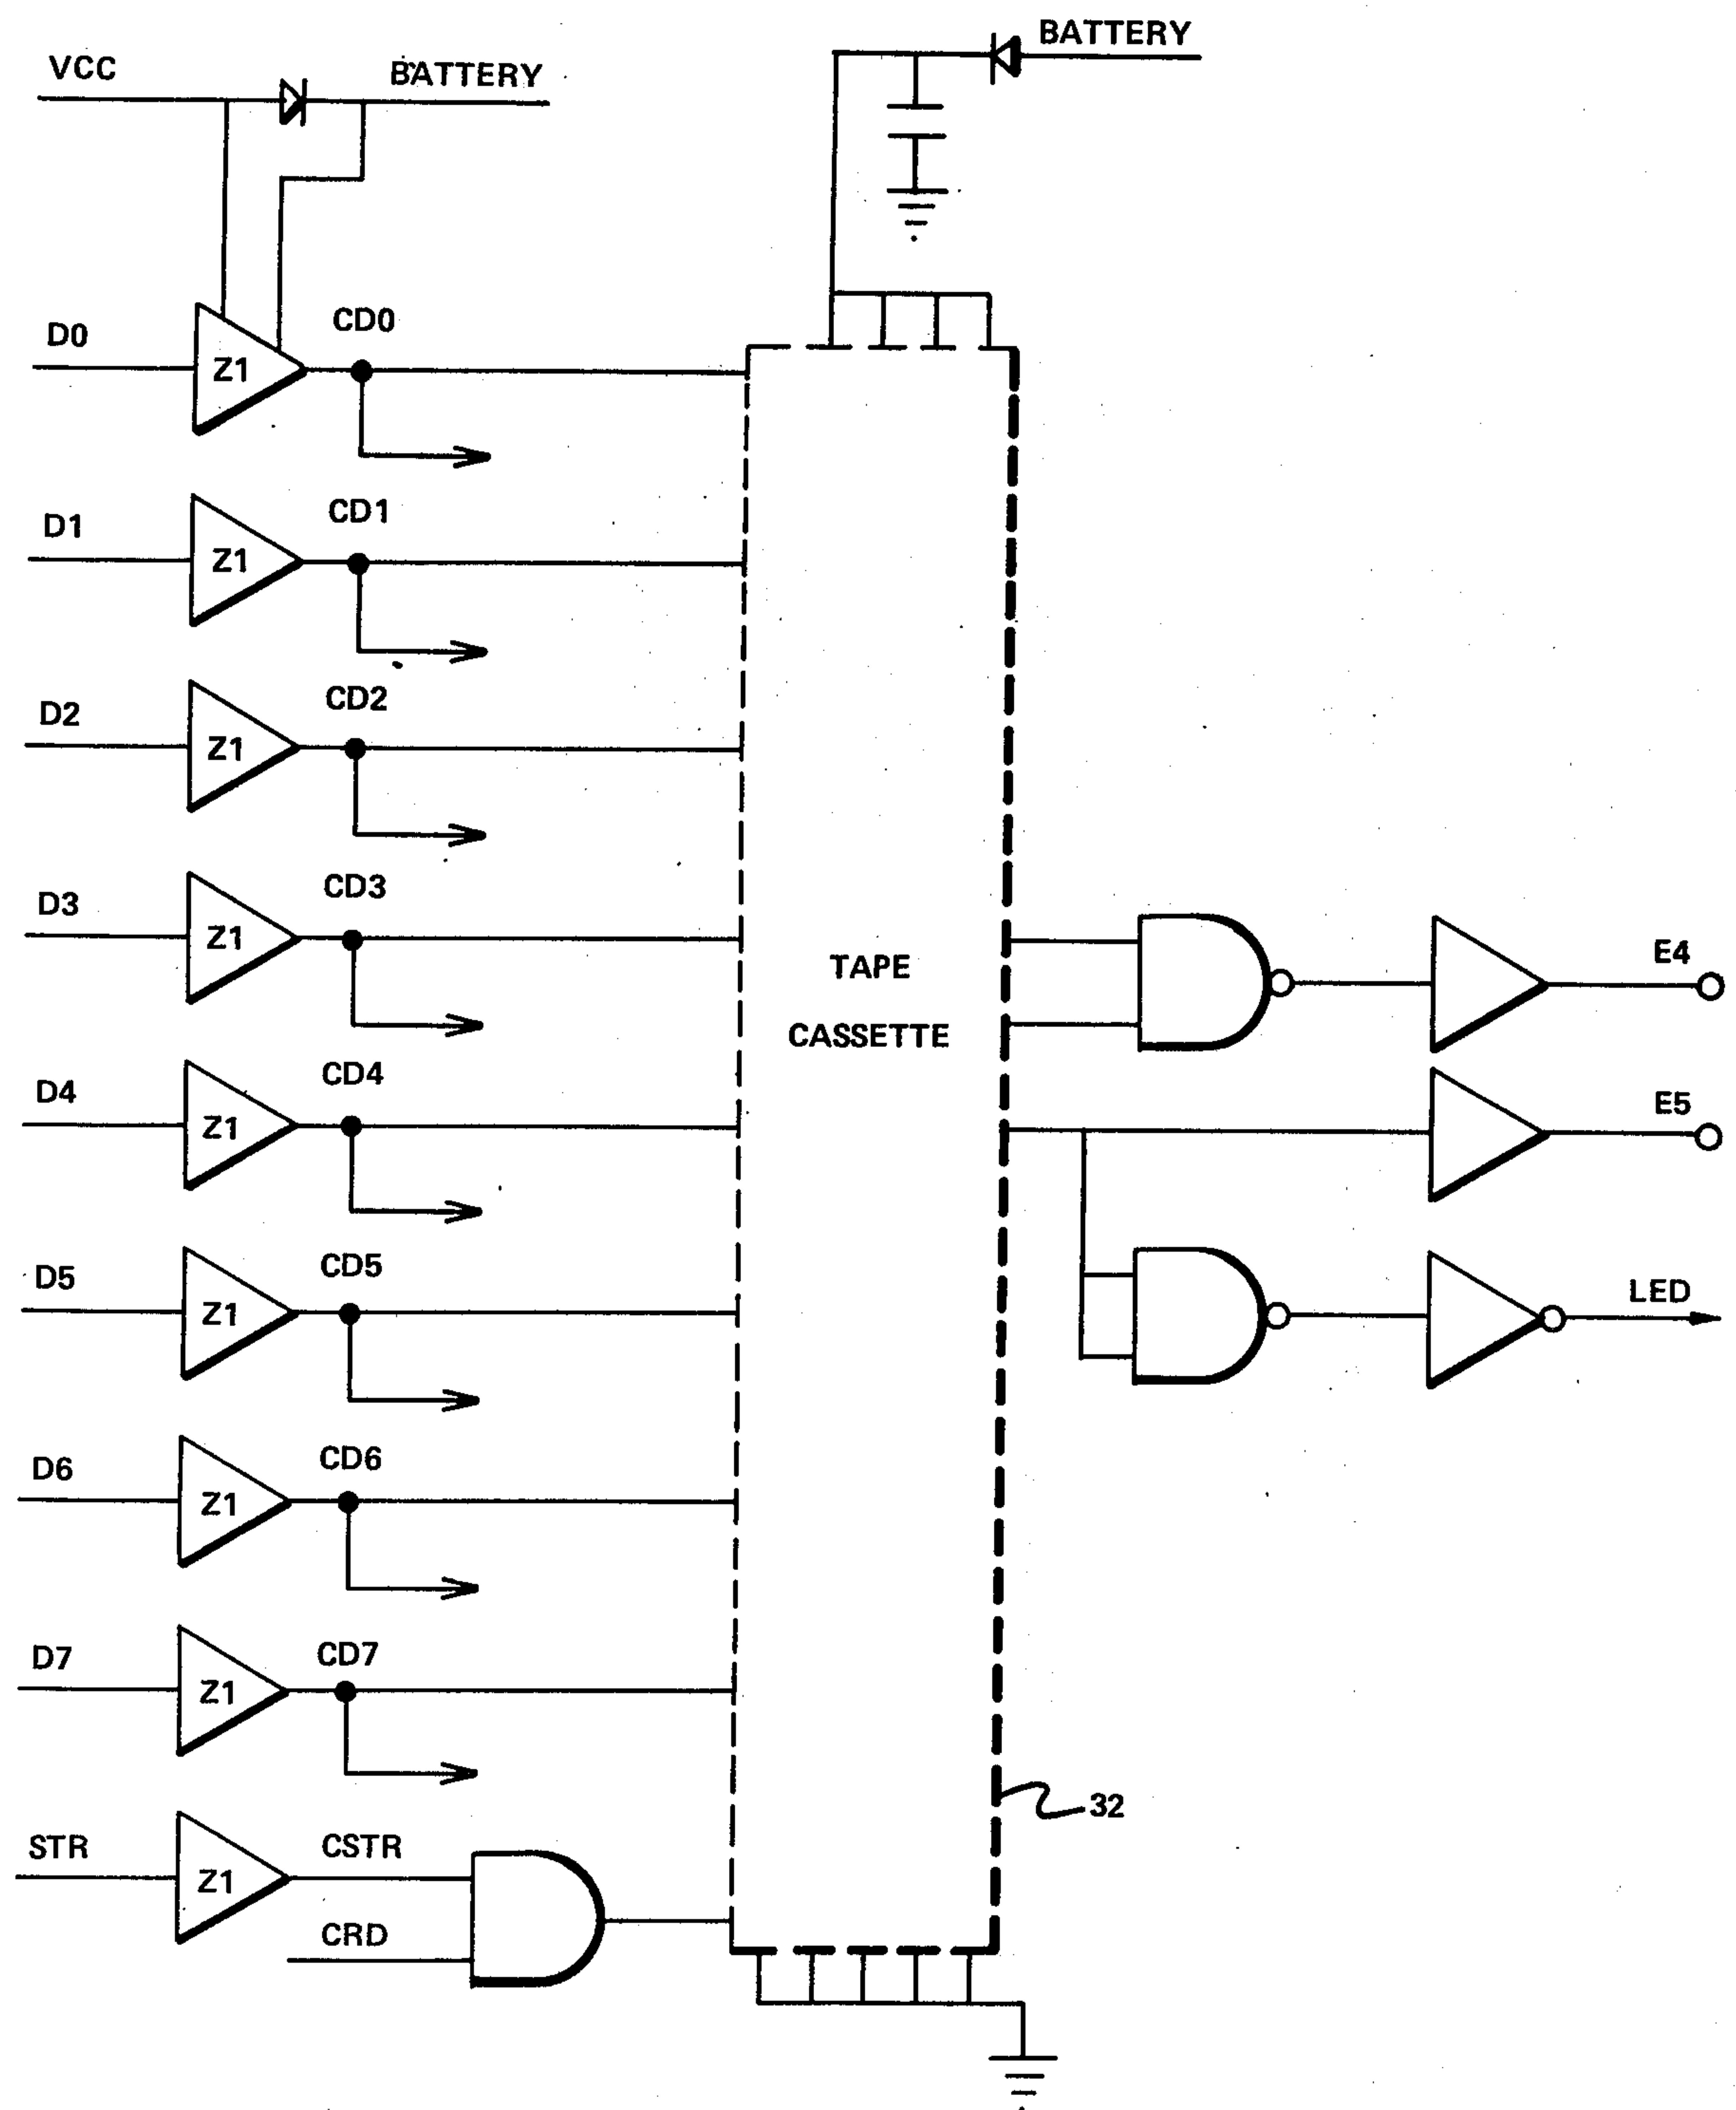 BATTERY
VCC
BATTERY
D0
Z1
CD0
D1
Z1
CD1
D2
Z1
CD2
D3
Z1
CD3
TAPE
CASSETTE
E4
D4
Z1
CD4
E5
D5
Z1
CD5
LED
D6
Z1
CD6
D7
Z1
CD7
32
STR
Z1
CSTR
CRD